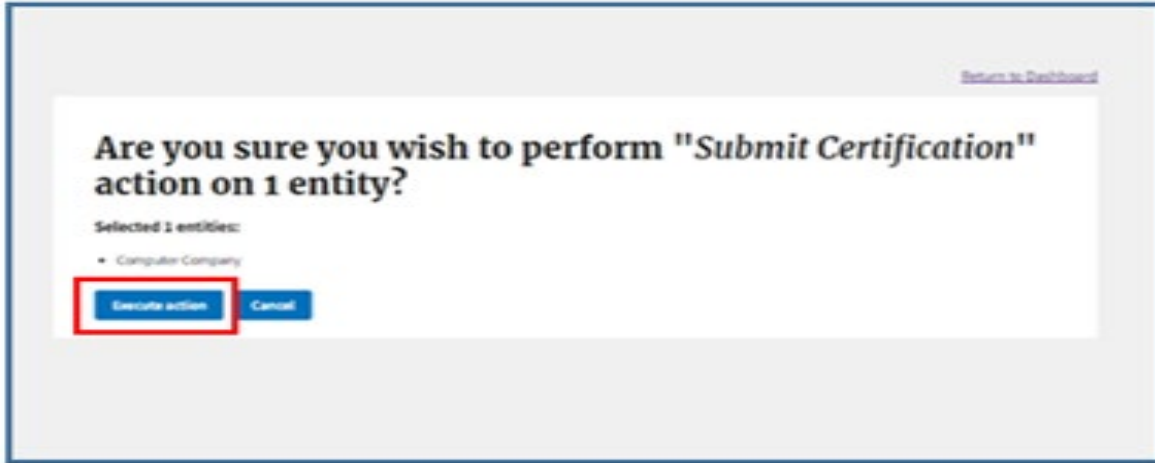 Return to Dashboard
Are you sure you wish to perform "Submit Certification"
action on 1 entity?
Selected 1 entities:
• Computer Company
Execute action Cancel